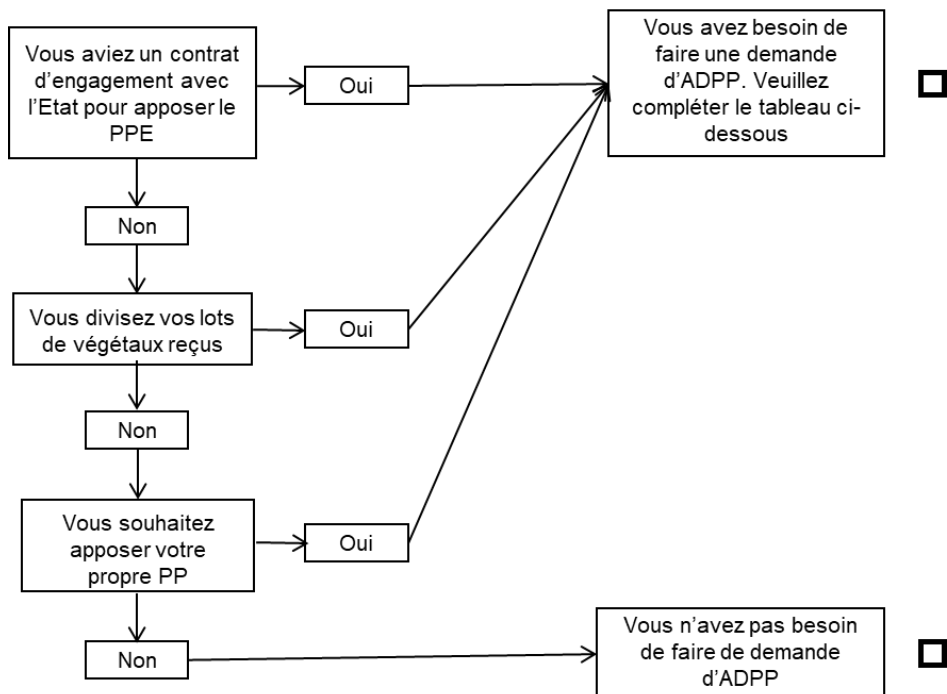 Vous aviez un contrat
d’engagement avec
l’Etat pour apposer le
PPE
Oui
Vous avez besoin de
faire une demande
d’ADPP. Veuillez
compléter le tableau ci-
dessous
Non
Vous divisez vos lots
de végétaux reçus
Oui
Non
Vous souhaitez
apposer votre
propre PP
Oui
Non
Vous n’avez pas besoin
de faire de demande
d’ADPP